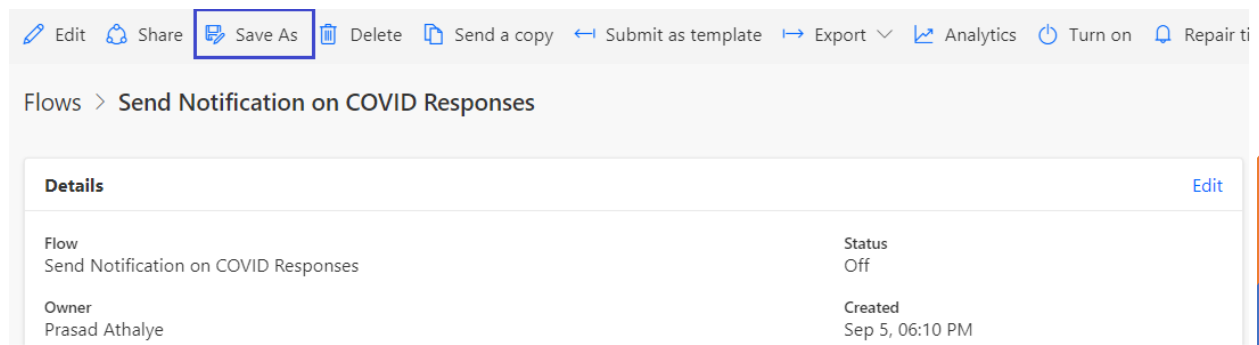 Edit Share Save As Delete Send a copy Submit as template Export Analytics Turn on Repair ti
Flows > Send Notification on COVID Responses
Details Edit
Flow Status
Send Notification on COVID Responses Off
Owner Created
Prasad Athalye Sep 5, 06:10 PM